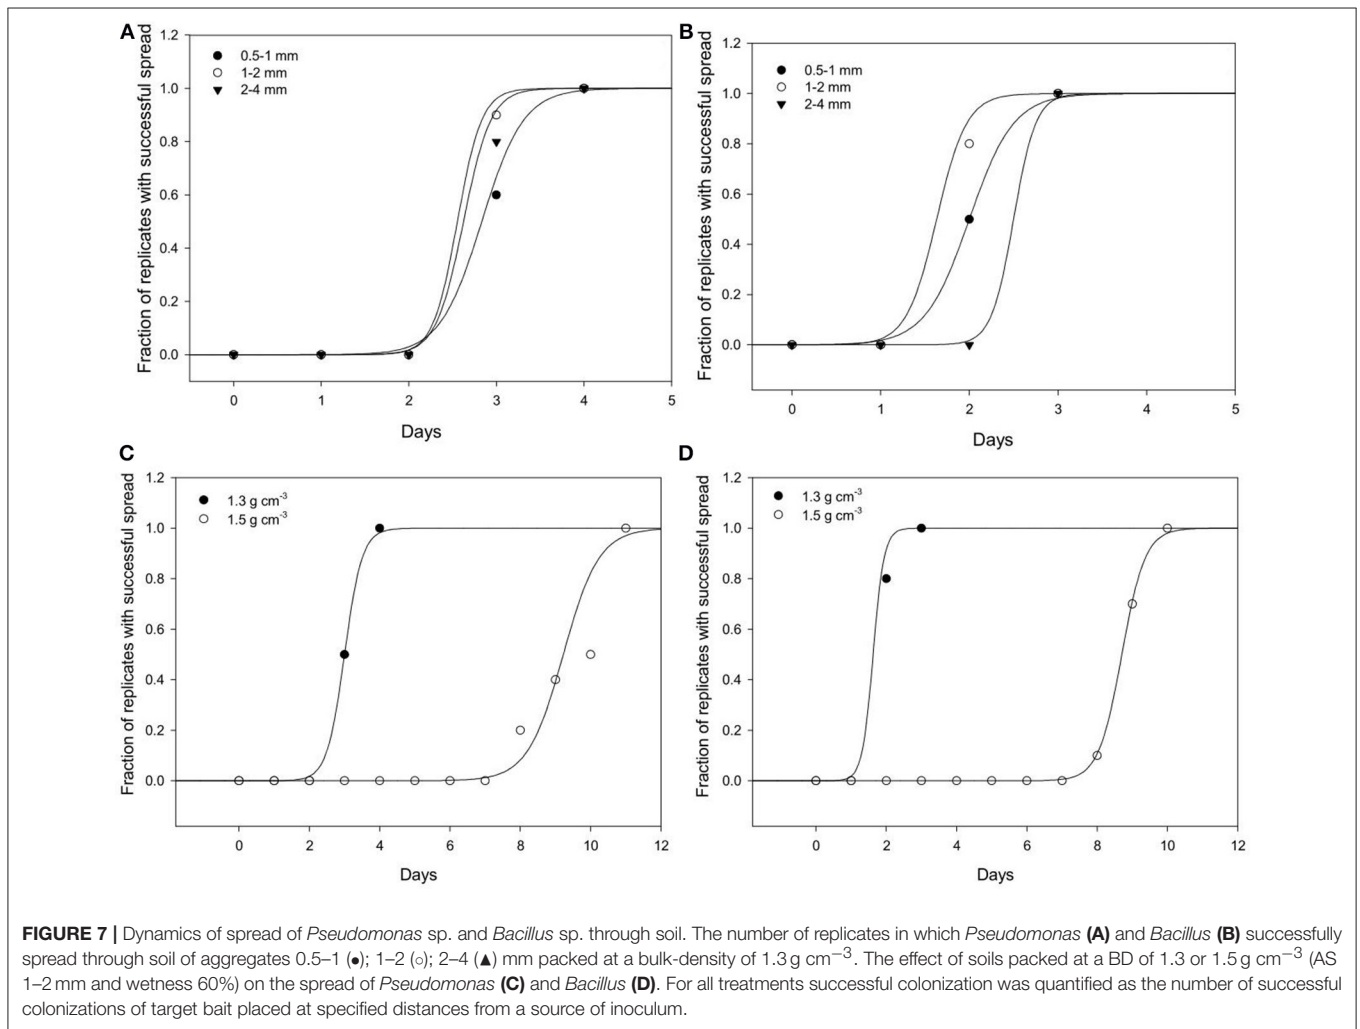 A
Fraction of replicates with successful spread
1.2
1.0
0.8
0.6
0.4
0.2
0.0
● 0.5-1 mm
○ 1-2 mm
▼ 2-4 mm
0 1 2 3 4 5
Days
B
Fraction of replicates with successful spread
1.2
1.0
0.8
0.6
0.4
0.2
0.0
● 0.5-1 mm
○ 1-2 mm
▼ 2-4 mm
0 1 2 3 4 5
Days
C
Fraction of replicates with successful spread
1.2
1.0
0.8
0.6
0.4
0.2
0.0
● 1.3 g cm⁻³
○ 1.5 g cm⁻³
0 2 4 6 8 10 12
Days
D
Fraction of replicates with successful spread
1.2
1.0
0.8
0.6
0.4
0.2
0.0
● 1.3 g cm⁻³
○ 1.5 g cm⁻³
0 2 4 6 8 10 12
Days
FIGURE 7 | Dynamics of spread of Pseudomonas sp. and Bacillus sp. through soil. The number of replicates in which Pseudomonas (A) and Bacillus (B) successfully
spread through soil of aggregates 0.5–1 (●); 1–2 (○); 2–4 (▲) mm packed at a bulk-density of 1.3 g cm⁻³. The effect of soils packed at a BD of 1.3 or 1.5 g cm⁻³ (AS
1–2 mm and wetness 60%) on the spread of Pseudomonas (C) and Bacillus (D). For all treatments successful colonization was quantified as the number of successful
colonizations of target bait placed at specified distances from a source of inoculum.